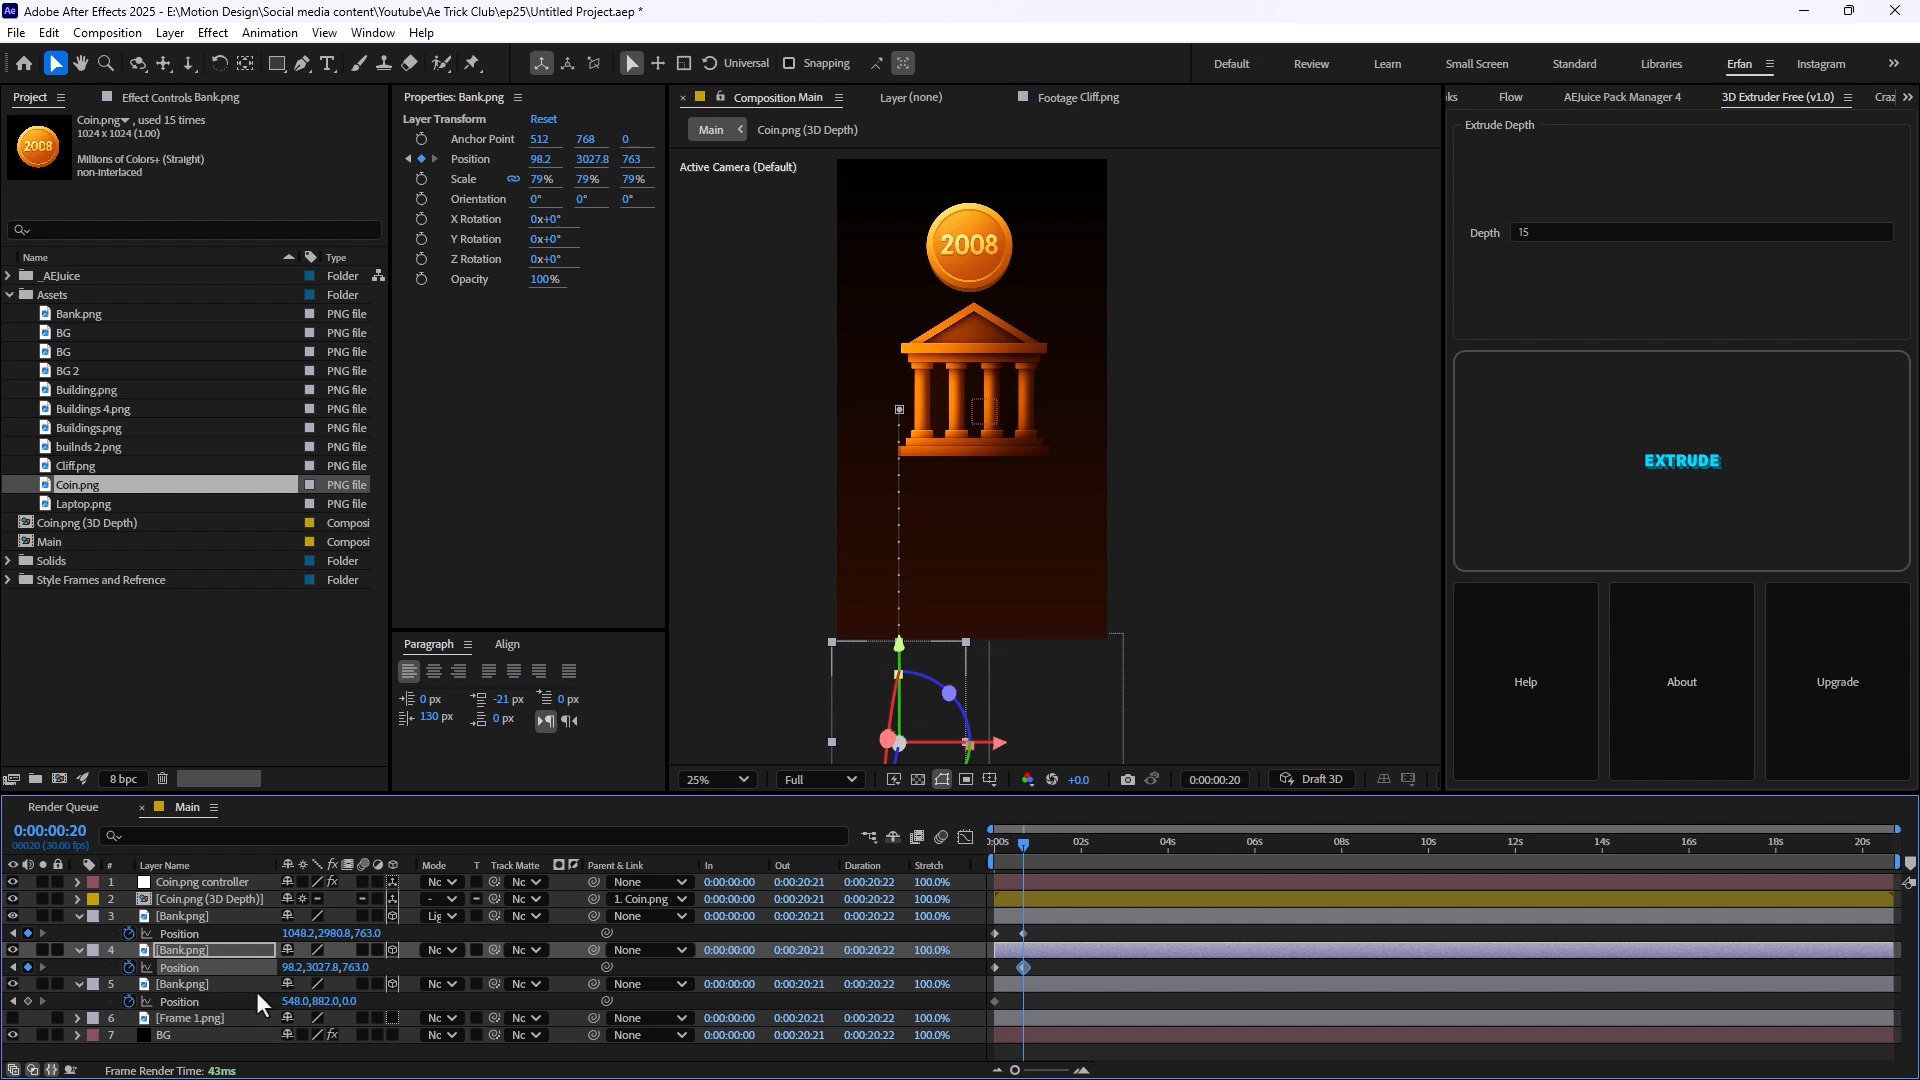 Adobe After Effects 2025 - E:\Motion Design\Social media content\Youtube\Ae Trick Club\ep25\Untitled Project.aep *
File Edit Composition Layer Effect Animation View Window Help
Universal Snapping Default Review Learn Small Screen Standard Libraries Erfan Instagram
Project Effect Controls Bank.png
Coin.png , used 15 times
1024 x 1024 (1.00)
Millions of Colors+ (Straight)
non-interlaced
2008
Name Type
_AEJuice Folder
Assets Folder
Bank.png PNG file
BG PNG file
BG PNG file
BG 2 PNG file
Building.png PNG file
Buildings 4.png PNG file
Buildings.png PNG file
builnds 2.png PNG file
Cliff.png PNG file
Coin.png PNG file
Laptop.png PNG file
Coin.png (3D Depth) Composi
Main Composi
Solids Folder
Style Frames and Refrence Folder
8 bpc
Properties: Bank.png
Layer Transform Reset
Anchor Point 512 768 0
Position 98.2 3027.8 763
Scale 79% 79% 79%
Orientation 0° 0° 0°
X Rotation 0x+0°
Y Rotation 0x+0°
Z Rotation 0x+0°
Opacity 100%
Paragraph Align
0 px -21 px 0 px
130 px 0 px
Composition Main Layer (none) Footage Cliff.png
Main Coin.png (3D Depth)
Active Camera (Default)
2008
25% Full +0.0 0:00:00:20 Draft 3D
ks Flow AEJuice Pack Manager 4 3D Extruder Free (v1.0) Craz
Extrude Depth
Depth 15
EXTRUDE
Help About Upgrade
Render Queue Main
0:00:00:20
00020 (30.00 fps)
# Layer Name Mode T Track Matte Parent & Link In Out Duration Stretch
):00s 02s 04s 06s 08s 10s 12s 14s 16s 18s 20s
1 Coin.png controller Nc Nc None 0:00:00:00 0:00:20:21 0:00:20:22 100.0%
2 [Coin.png (3D Depth)] - Nc 1. Coin.png 0:00:00:00 0:00:20:21 0:00:20:22 100.0%
3 [Bank.png] Lig Nc None 0:00:00:00 0:00:20:21 0:00:20:22 100.0%
Position 1048.2,2980.8,763.0
4 [Bank.png] Nc Nc None 0:00:00:00 0:00:20:21 0:00:20:22 100.0%
Position 98.2,3027.8,763.0
5 [Bank.png] Nc Nc None 0:00:00:00 0:00:20:21 0:00:20:22 100.0%
Position 548.0,882.0,0.0
6 [Frame 1.png] Nc Nc None 0:00:00:00 0:00:20:21 0:00:20:22 100.0%
7 BG Nc Nc None 0:00:00:00 0:00:20:21 0:00:20:22 100.0%
Frame Render Time: 43ms